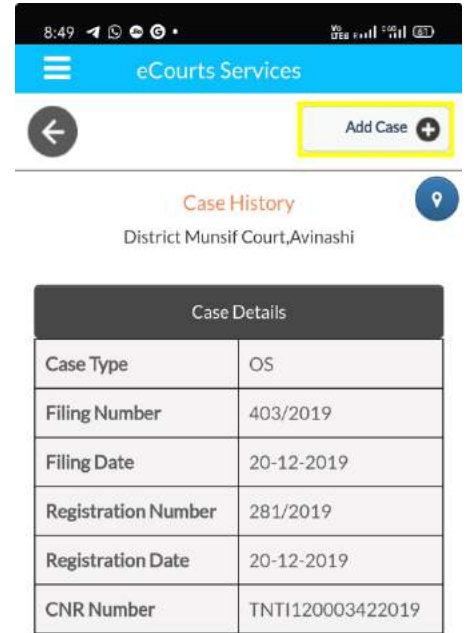 8:49
eCourts Services
Add Case
Case History
District Munsif Court,Avinashi
Case Details
Case Type OS
Filing Number 403/2019
Filing Date 20-12-2019
Registration Number 281/2019
Registration Date 20-12-2019
CNR Number TNTI120003422019